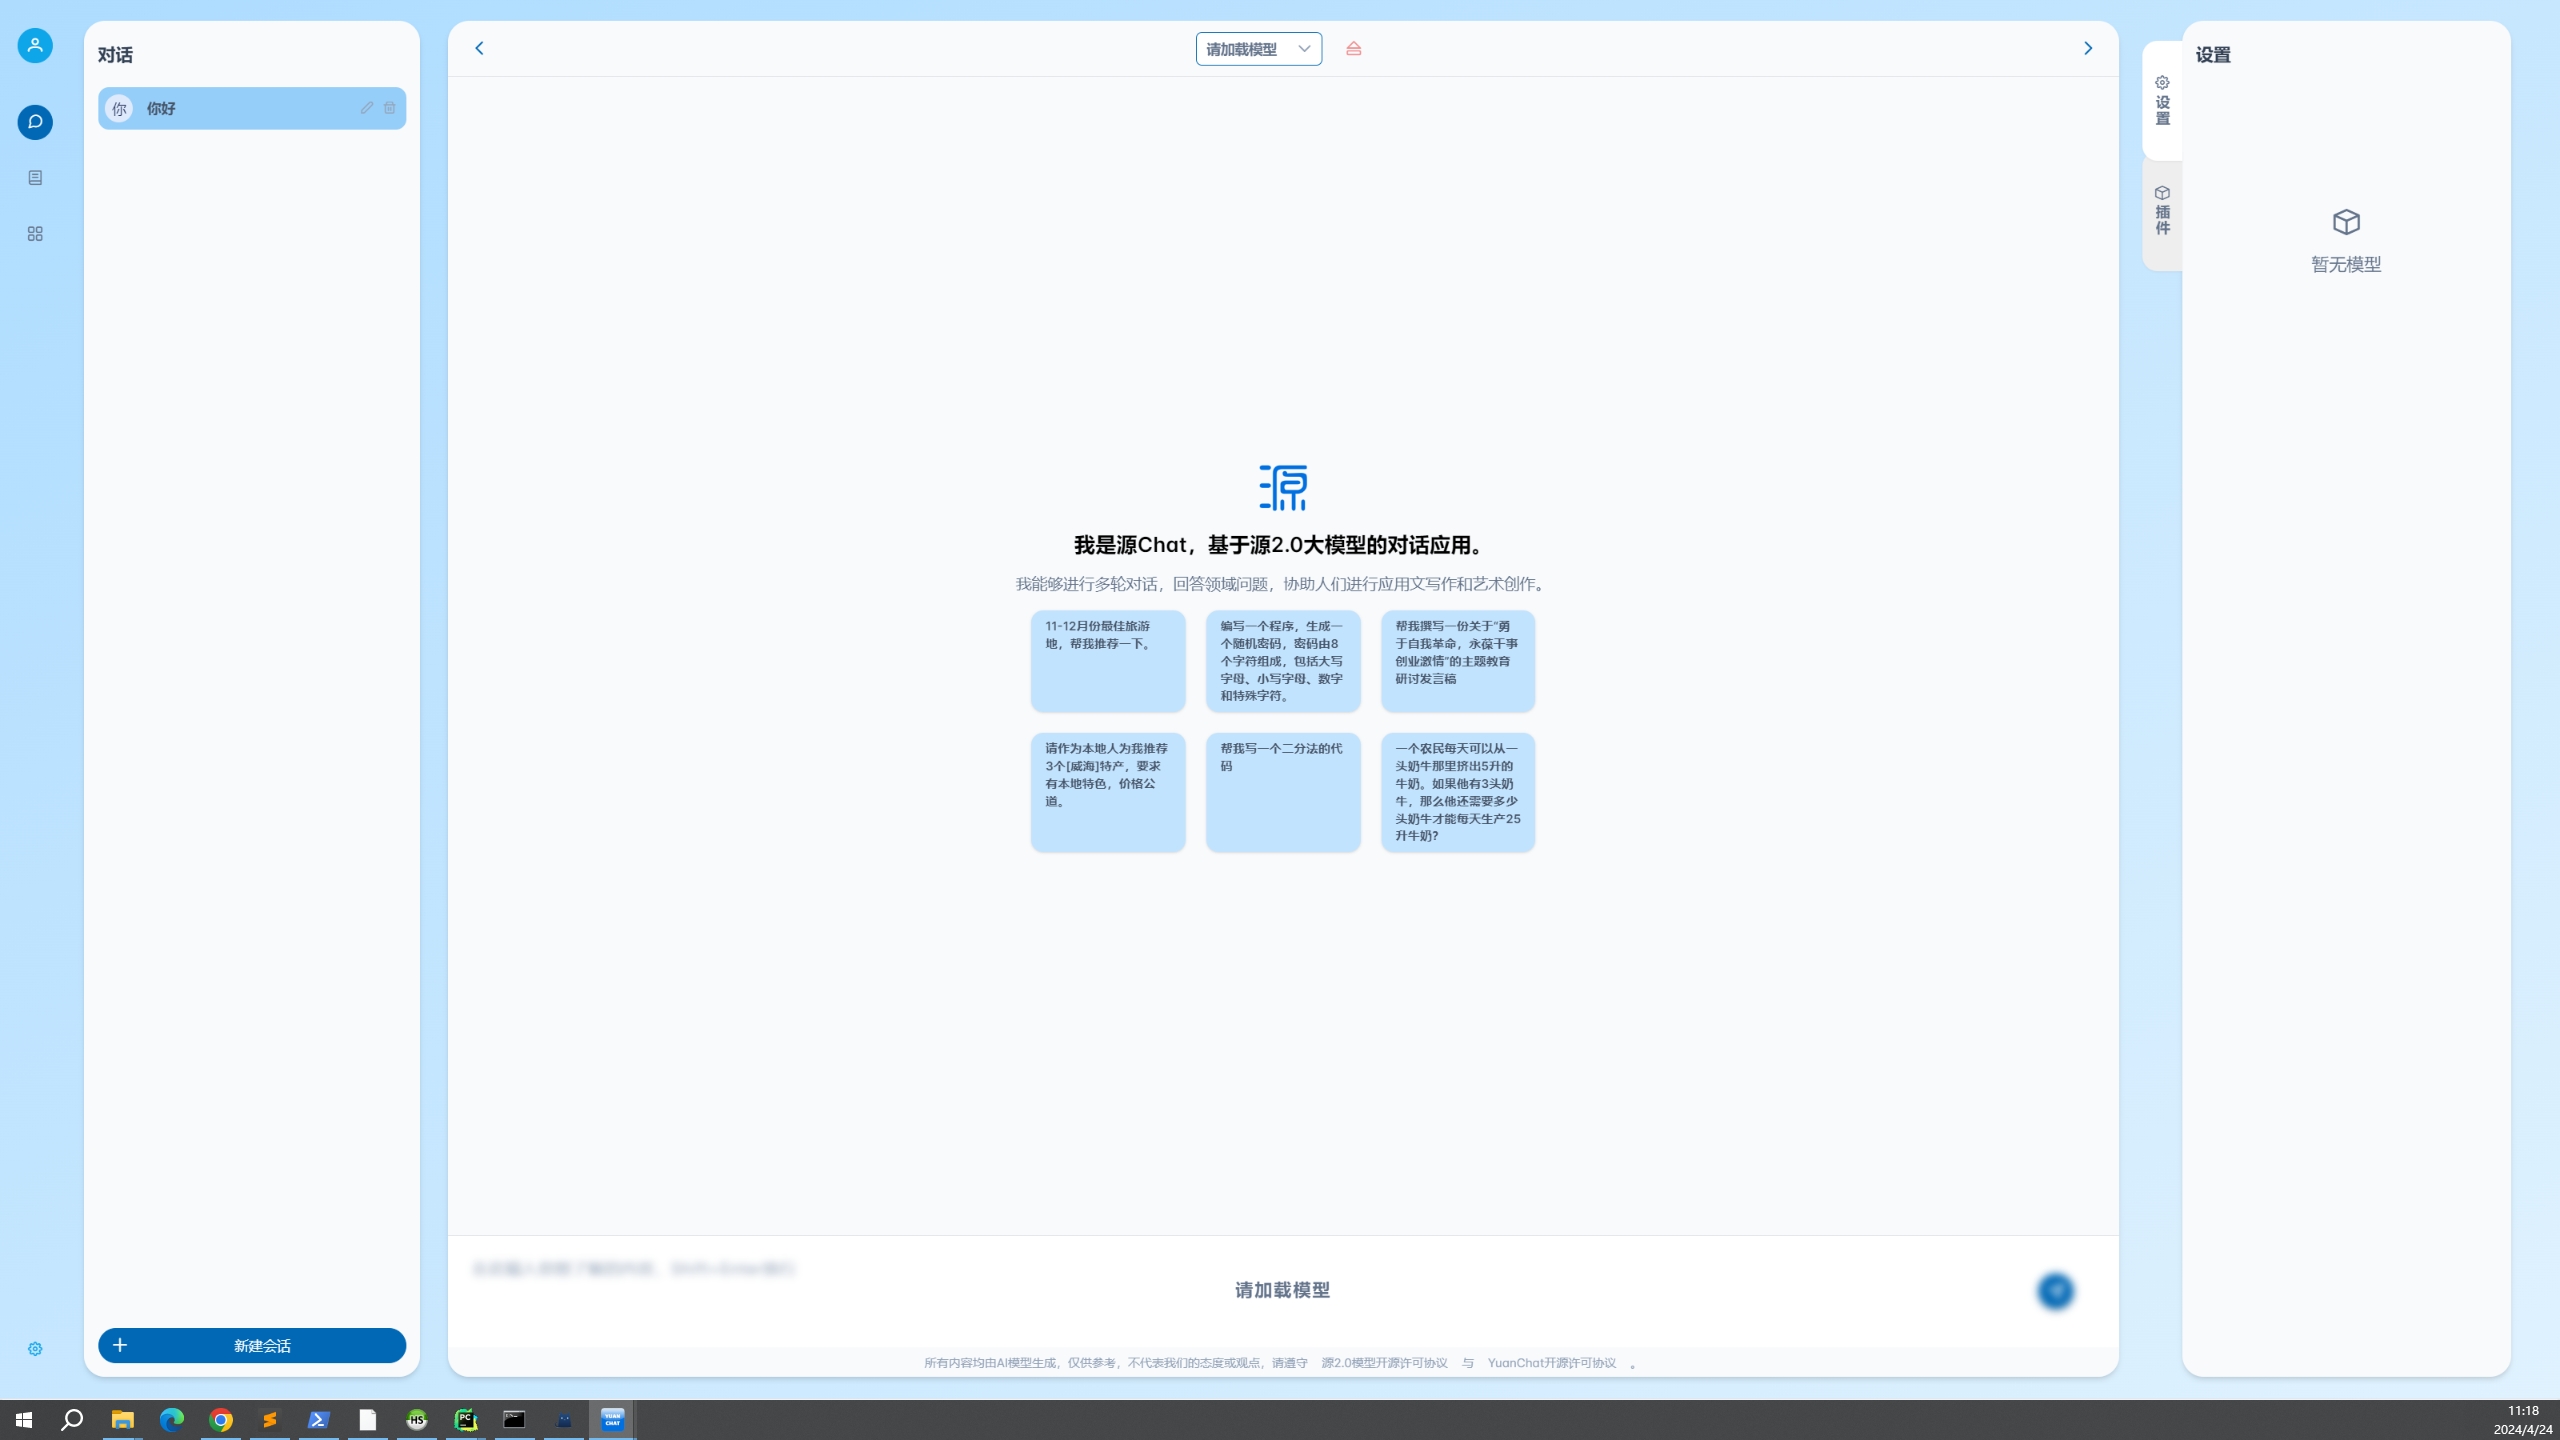 对话
你 你好
新建会话
请加载模型
源
我是源Chat，基于源2.0大模型的对话应用。
我能够进行多轮对话，回答领域问题，协助人们进行应用文写作和艺术创作。
11-12月份最佳旅游
地，帮我推荐一下。
编写一个程序，生成一
个随机密码，密码由8
个字符组成，包括大写
字母、小写字母、数字
和特殊字符。
帮我撰写一份关于“勇
于自我革命，永葆干事
创业激情”的主题教育
研讨发言稿
请作为本地人为我推荐
3个[威海]特产，要求
有本地特色，价格公
道。
帮我写一个二分法的代
码
一个农民每天可以从一
头奶牛那里挤出5升的
牛奶。如果他有3头奶
牛，那么他还需要多少
头奶牛才能每天生产25
升牛奶?
请加载模型
所有内容均由AI模型生成，仅供参考，不代表我们的态度或观点，请遵守 源2.0模型开源许可协议 与 YuanChat开源许可协议 。
设置
插件
设置
暂无模型
HS
PC
YUAN
CHAT
11:18
2024/4/24